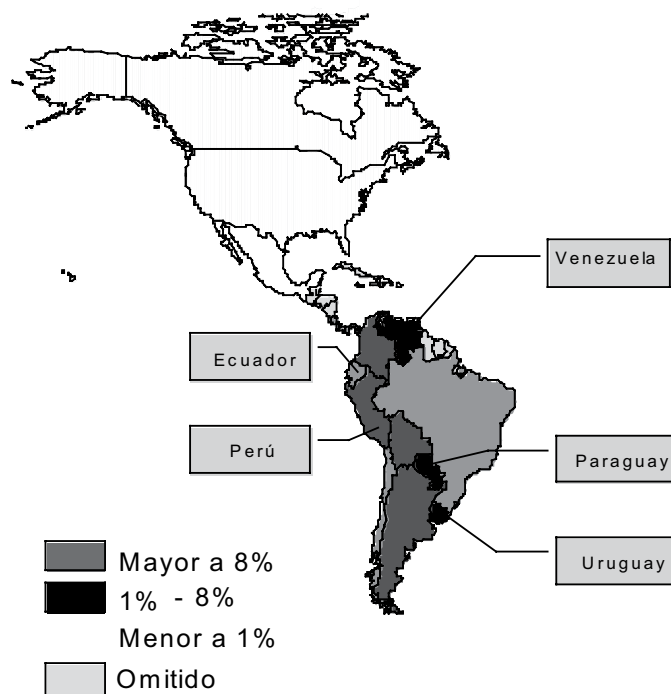 Venezuela
Ecuador
Perú
Paraguay
Uruguay
Mayor a 8%
1% - 8%
Menor a 1%
Omitido